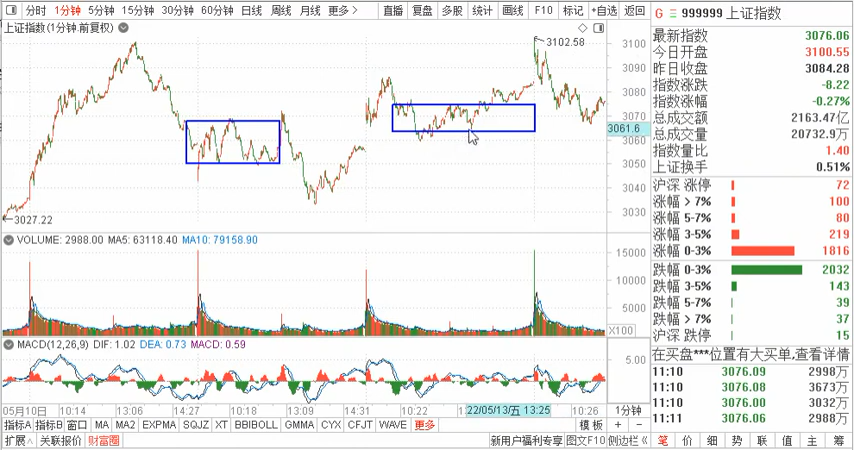 分时 1分钟 5分钟 15分钟 30分钟 60分钟 日线 周线 月线 更多 > 直播 复盘 多股 统计 画线 F10 标记 +自选 返回
上证指数(1分钟.前复权)
3102.58
3100
3090
3080
3070
3061.6
3050
3040
3030
3027.22
VOLUME: 2988.00 MA5: 63118.40 MA10: 79158.90
15000
10000
5000
X100
MACD(12,26,9) DIF: 1.02 DEA: 0.73 MACD: 0.59
5.00
05月10日 10:14 13:06 14:27 10:18 13:09 14:31 10:22 22/05/13/五 13:25 10:26 1分钟
指标A 指标B 窗口 MA MA2 EXPMA SQJZ XT BBIBOLL GMMA CYX CFJT WAVE 更多 模板 + -
扩展∧ 关联报价 财富圈 新用户福利专享 图文F10 侧边栏《
G 999999 上证指数
最新指数 3076.06
今日开盘 3100.55
昨日收盘 3084.28
指数涨跌 -8.22
指数涨幅 -0.27%
总成交额 2163.47亿
总成交量 20732.9万
指数量比 1.40
上证换手 0.51%
沪深 涨停 72
涨幅 > 7% 100
涨幅 5-7% 80
涨幅 3-5% 219
涨幅 0-3% 1816
跌幅 0-3% 2032
跌幅 3-5% 143
跌幅 5-7% 39
跌幅 > 7% 37
沪深 跌停 15
在买盘***位置有大买单,查看详情
11:10 3076.09 2998万
11:10 3076.08 3673万
11:10 3076.00 3032万
11:11 3076.06 2988万
笔 价 细 势 联 值 主 筹